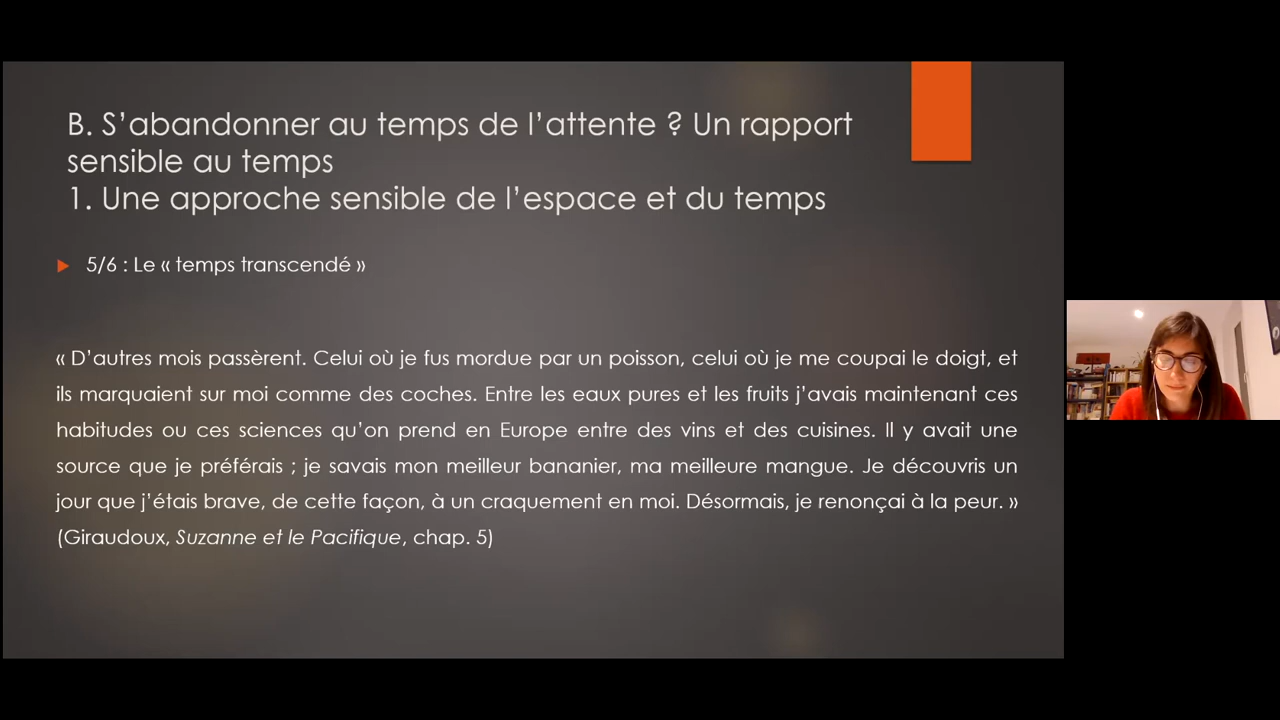 B. S’abandonner au temps de l’attente ? Un rapport
sensible au temps
1. Une approche sensible de l’espace et du temps
5/6 : Le « temps transcendé »
« D’autres mois passèrent. Celui où je fus mordue par un poisson, celui où je me coupai le doigt, et
ils marquaient sur moi comme des coches. Entre les eaux pures et les fruits j’avais maintenant ces
habitudes ou ces sciences qu’on prend en Europe entre des vins et des cuisines. Il y avait une
source que je préférais ; je savais mon meilleur bananier, ma meilleure mangue. Je découvris un
jour que j’étais brave, de cette façon, à un craquement en moi. Désormais, je renonçai à la peur. »
(Giraudoux, Suzanne et le Pacifique, chap. 5)